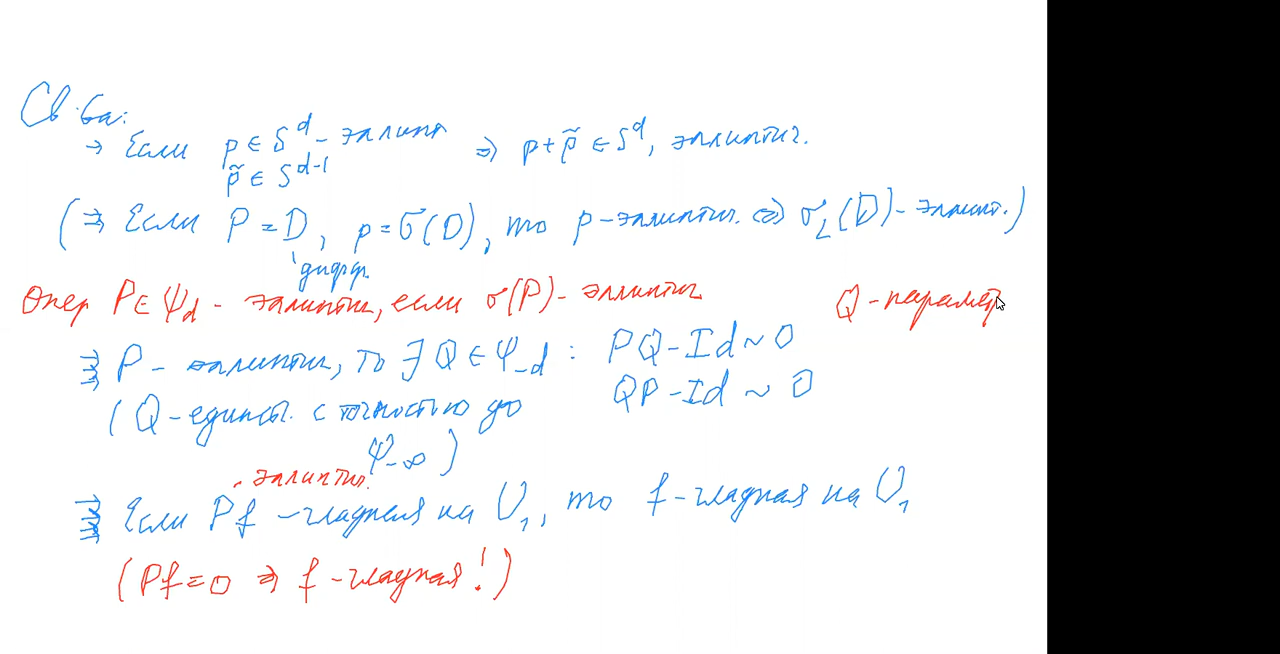 Св-ва:
→ Если p ∈ S^d - эллипт ⇒ p + p̃ ∈ S^d, эллиптич.
p̃ ∈ S^{d-1}
(→ Если P = D, p = σ(D), то p - эллиптич. ⇔ σ_L(D) - эллипт.)
дифф.
Опер P ∈ Ψ_d - эллиптич, если σ(P) - эллиптич
Q - параметр
P - эллиптич, то ∃ Q ∈ Ψ_{-d} : PQ - Id ~ 0
QP - Id ~ 0
(Q - единств. с точностью до
Ψ_{-∞})
эллиптич.
Если Pf - гладкая на U_1, то f - гладкая на U_1
(Pf = 0 ⇒ f - гладкая!)